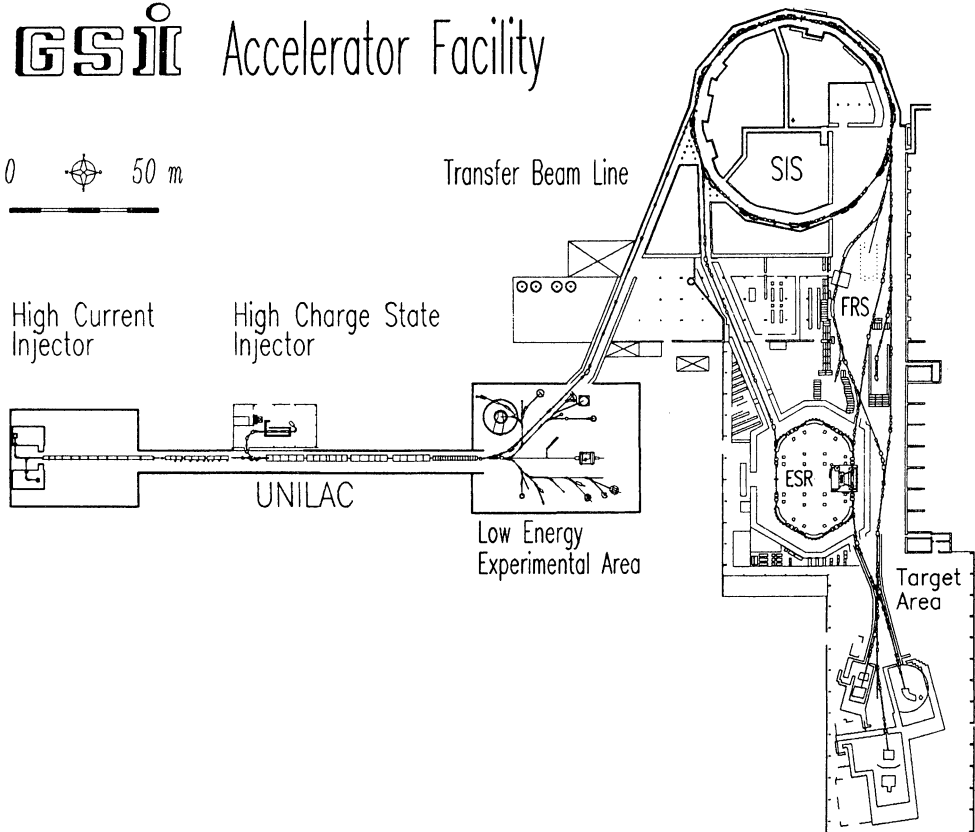 GSI Accelerator Facility
0 50 m
Transfer Beam Line
SIS
High Current
Injector
High Charge State
Injector
FRS
UNILAC
ESR
Low Energy
Experimental Area
Target
Area